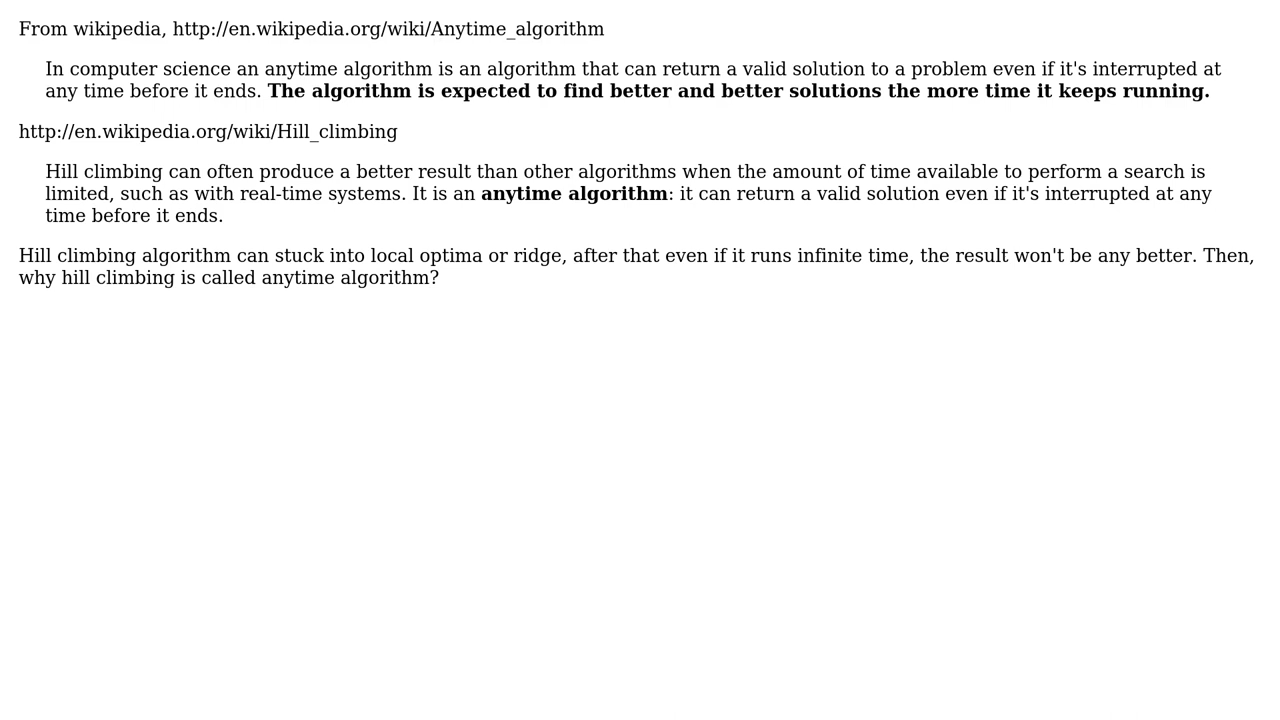 From wikipedia, http://en.wikipedia.org/wiki/Anytime_algorithm
In computer science an anytime algorithm is an algorithm that can return a valid solution to a problem even if it's interrupted at
any time before it ends. The algorithm is expected to find better and better solutions the more time it keeps running.
http://en.wikipedia.org/wiki/Hill_climbing
Hill climbing can often produce a better result than other algorithms when the amount of time available to perform a search is
limited, such as with real-time systems. It is an anytime algorithm: it can return a valid solution even if it's interrupted at any
time before it ends.
Hill climbing algorithm can stuck into local optima or ridge, after that even if it runs infinite time, the result won't be any better. Then,
why hill climbing is called anytime algorithm?